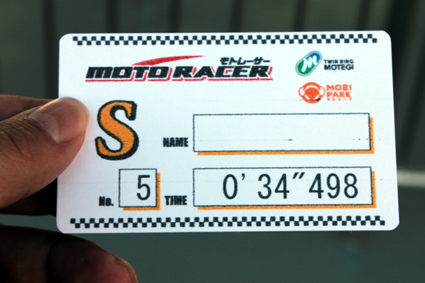 MOTO RACER モトレーサー
TWIN RING
MOTEGI
MOBI
PARK
S
NAME
No. 5 TIME 0'34"498